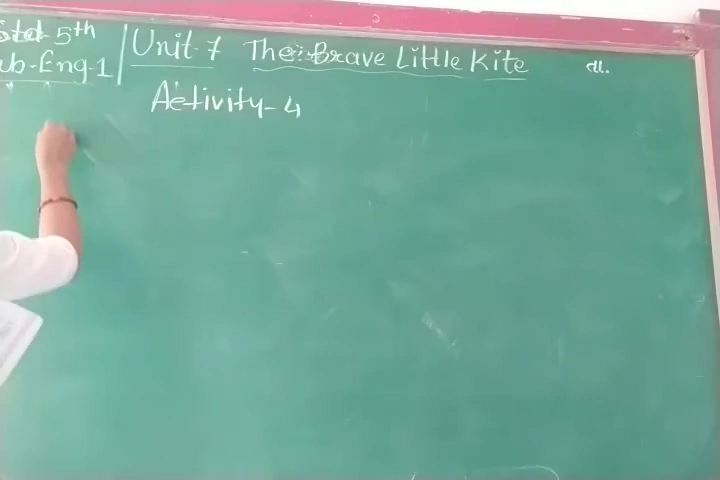 Std- 5th
Sub-Eng-1
Unit-7 The Brave Little Kite
dt.
Activity-4